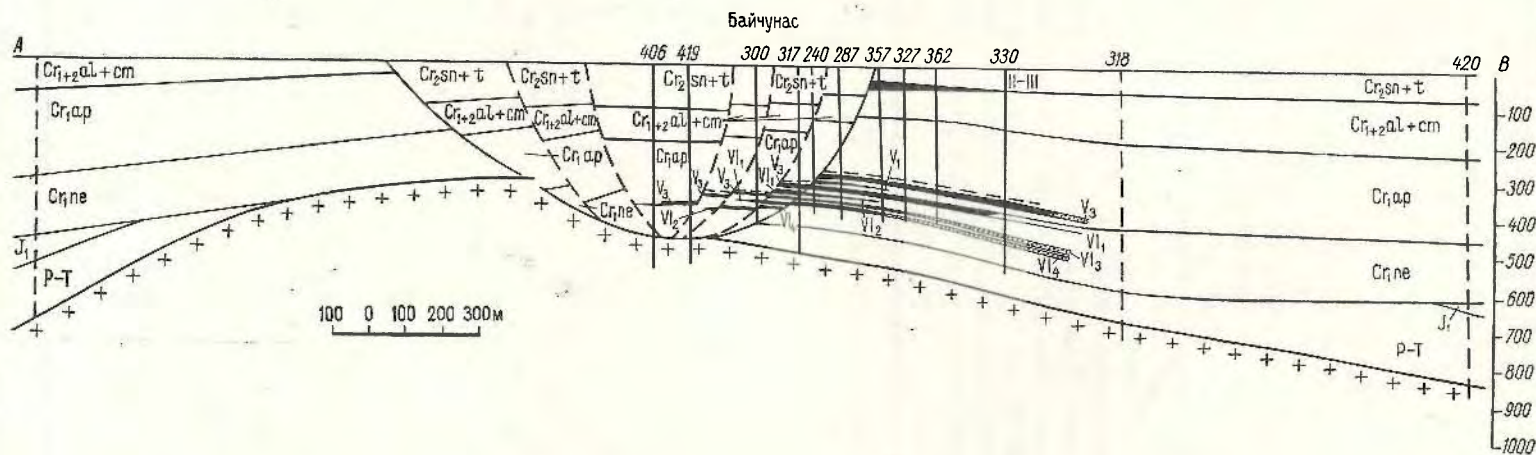 Байчунас
А 406 419 300 317 240 287 357 327 362 330 318 420 В
Cr₁₊₂al+cm Cr₂sn+t Cr₂sn+t Cr₂sn+t Cr₂sn+t II-III Cr₂sn+t
Cr₁ap Cr₁₊₂al+cm Cr₁₊₂al+cm Cr₁₊₂al+cm Cr₁₊₂al+cm
-100
Cr₁ap Cr₁ap Cr₁ap
-200
VI₁ V₃ V₁
Cr₁ne V₃ V₃ V₃ VI₁ Cr₁ap
-300
Cr₁ne VI₂ VI₂ V₃
-400
J₁ VI₁
VI₃
P-T VI₄ Cr₁ne
-500
-600
100 0 100 200 300м
J₁
P-T
-700
-800
-900
-1000